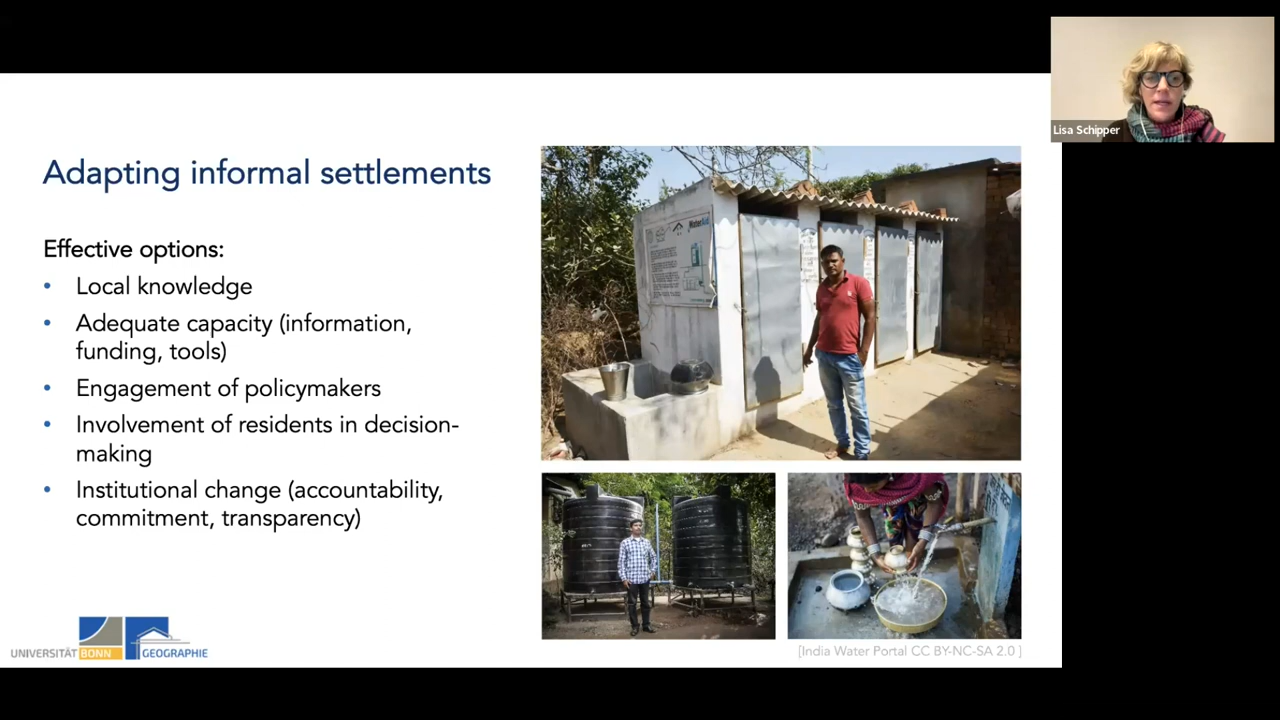 Lisa Schipper
Adapting informal settlements
Effective options:
• Local knowledge
• Adequate capacity (information,
funding, tools)
• Engagement of policymakers
• Involvement of residents in decision-
making
• Institutional change (accountability,
commitment, transparency)
WaterAid
UNIVERSITÄT BONN GEOGRAPHIE
[India Water Portal CC BY-NC-SA 2.0 ]